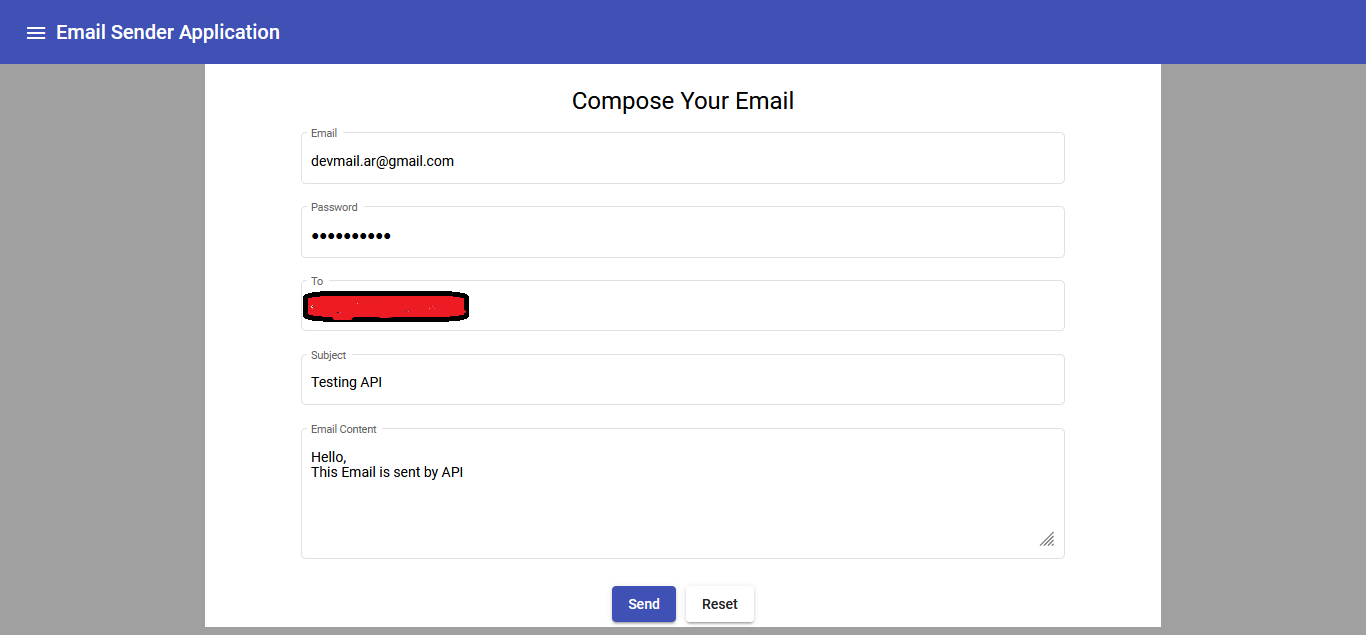 Email Sender Application
Compose Your Email
Email
devmail.ar@gmail.com
Password
••••••••••
To
Subject
Testing API
Email Content
Hello,
This Email is sent by API
Send
Reset